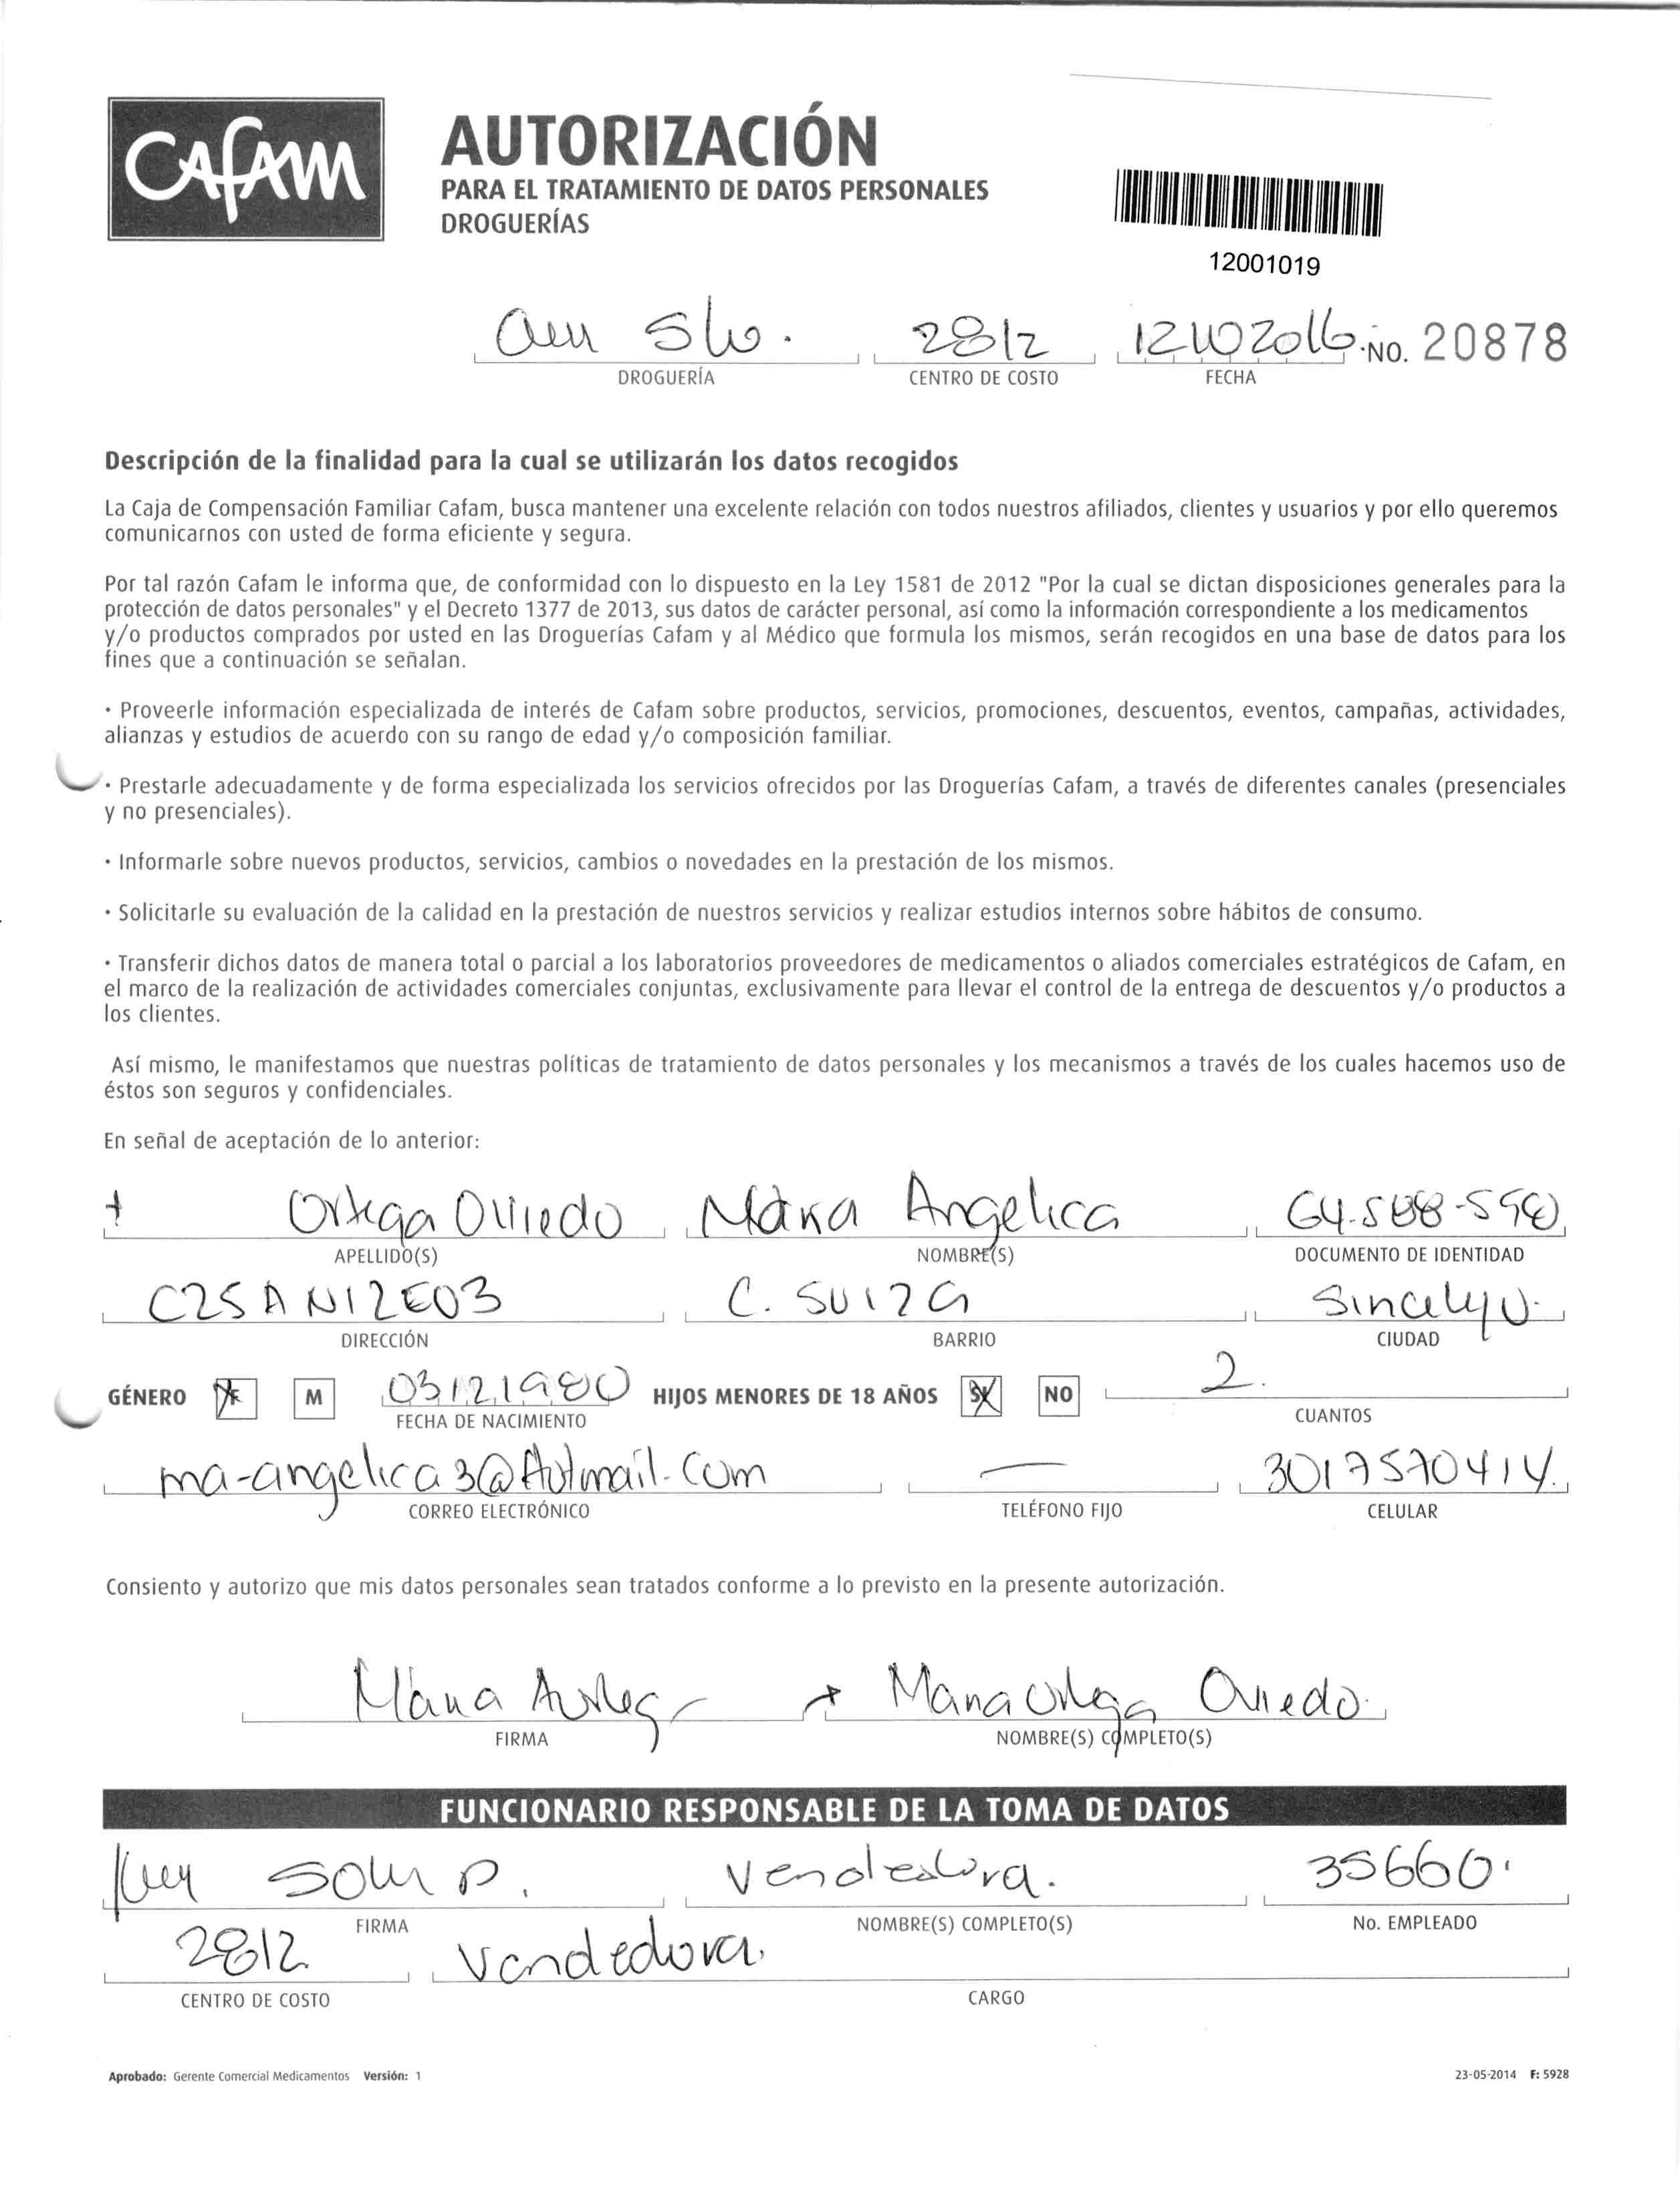 CAFAM
AUTORIZACIÓN
PARA EL TRATAMIENTO DE DATOS PERSONALES
DROGUERÍAS
12001019
2812 No. 20878
DROGUERÍA CENTRO DE COSTO FECHA
Descripción de la finalidad para la cual se utilizarán los datos recogidos
La Caja de Compensación Familiar Cafam, busca mantener una excelente relación con todos nuestros afiliados, clientes y usuarios y por ello queremos
comunicarnos con usted de forma eficiente y segura.
Por tal razón Cafam le informa que, de conformidad con lo dispuesto en la Ley 1581 de 2012 "Por la cual se dictan disposiciones generales para la
protección de datos personales" y el Decreto 1377 de 2013, sus datos de carácter personal, así como la información correspondiente a los medicamentos
y/o productos comprados por usted en las Droguerías Cafam y al Médico que formula los mismos, serán recogidos en una base de datos para los
fines que a continuación se señalan.
· Proveerle información especializada de interés de Cafam sobre productos, servicios, promociones, descuentos, eventos, campañas, actividades,
alianzas y estudios de acuerdo con su rango de edad y/o composición familiar.
· Prestarle adecuadamente y de forma especializada los servicios ofrecidos por las Droguerías Cafam, a través de diferentes canales (presenciales
y no presenciales).
· Informarle sobre nuevos productos, servicios, cambios o novedades en la prestación de los mismos.
· Solicitarle su evaluación de la calidad en la prestación de nuestros servicios y realizar estudios internos sobre hábitos de consumo.
· Transferir dichos datos de manera total o parcial a los laboratorios proveedores de medicamentos o aliados comerciales estratégicos de Cafam, en
el marco de la realización de actividades comerciales conjuntas, exclusivamente para llevar el control de la entrega de descuentos y/o productos a
los clientes.
Así mismo, le manifestamos que nuestras políticas de tratamiento de datos personales y los mecanismos a través de los cuales hacemos uso de
éstos son seguros y confidenciales.
En señal de aceptación de lo anterior:
Ortega Oviedo Maria Angelica 64.588-590
APELLIDO(S) NOMBRE(S) DOCUMENTO DE IDENTIDAD
C25A N12E03 C. SUIZA Sincelejo.
DIRECCIÓN BARRIO CIUDAD
GÉNERO F M 03121980 HIJOS MENORES DE 18 AÑOS SI NO 2.
FECHA DE NACIMIENTO CUANTOS
ma-angelica3@Hotmail.com — 3017570414.
CORREO ELECTRÓNICO TELÉFONO FIJO CELULAR
Consiento y autorizo que mis datos personales sean tratados conforme a lo previsto en la presente autorización.
Maria Maria Ortega Oviedo.
FIRMA NOMBRE(S) COMPLETO(S)
FUNCIONARIO RESPONSABLE DE LA TOMA DE DATOS
Vendedora. 35660.
FIRMA NOMBRE(S) COMPLETO(S) No. EMPLEADO
2812 Vendedora.
CENTRO DE COSTO CARGO
Aprobado: Gerente Comercial Medicamentos Versión: 1 23-05-2014 F: 5928